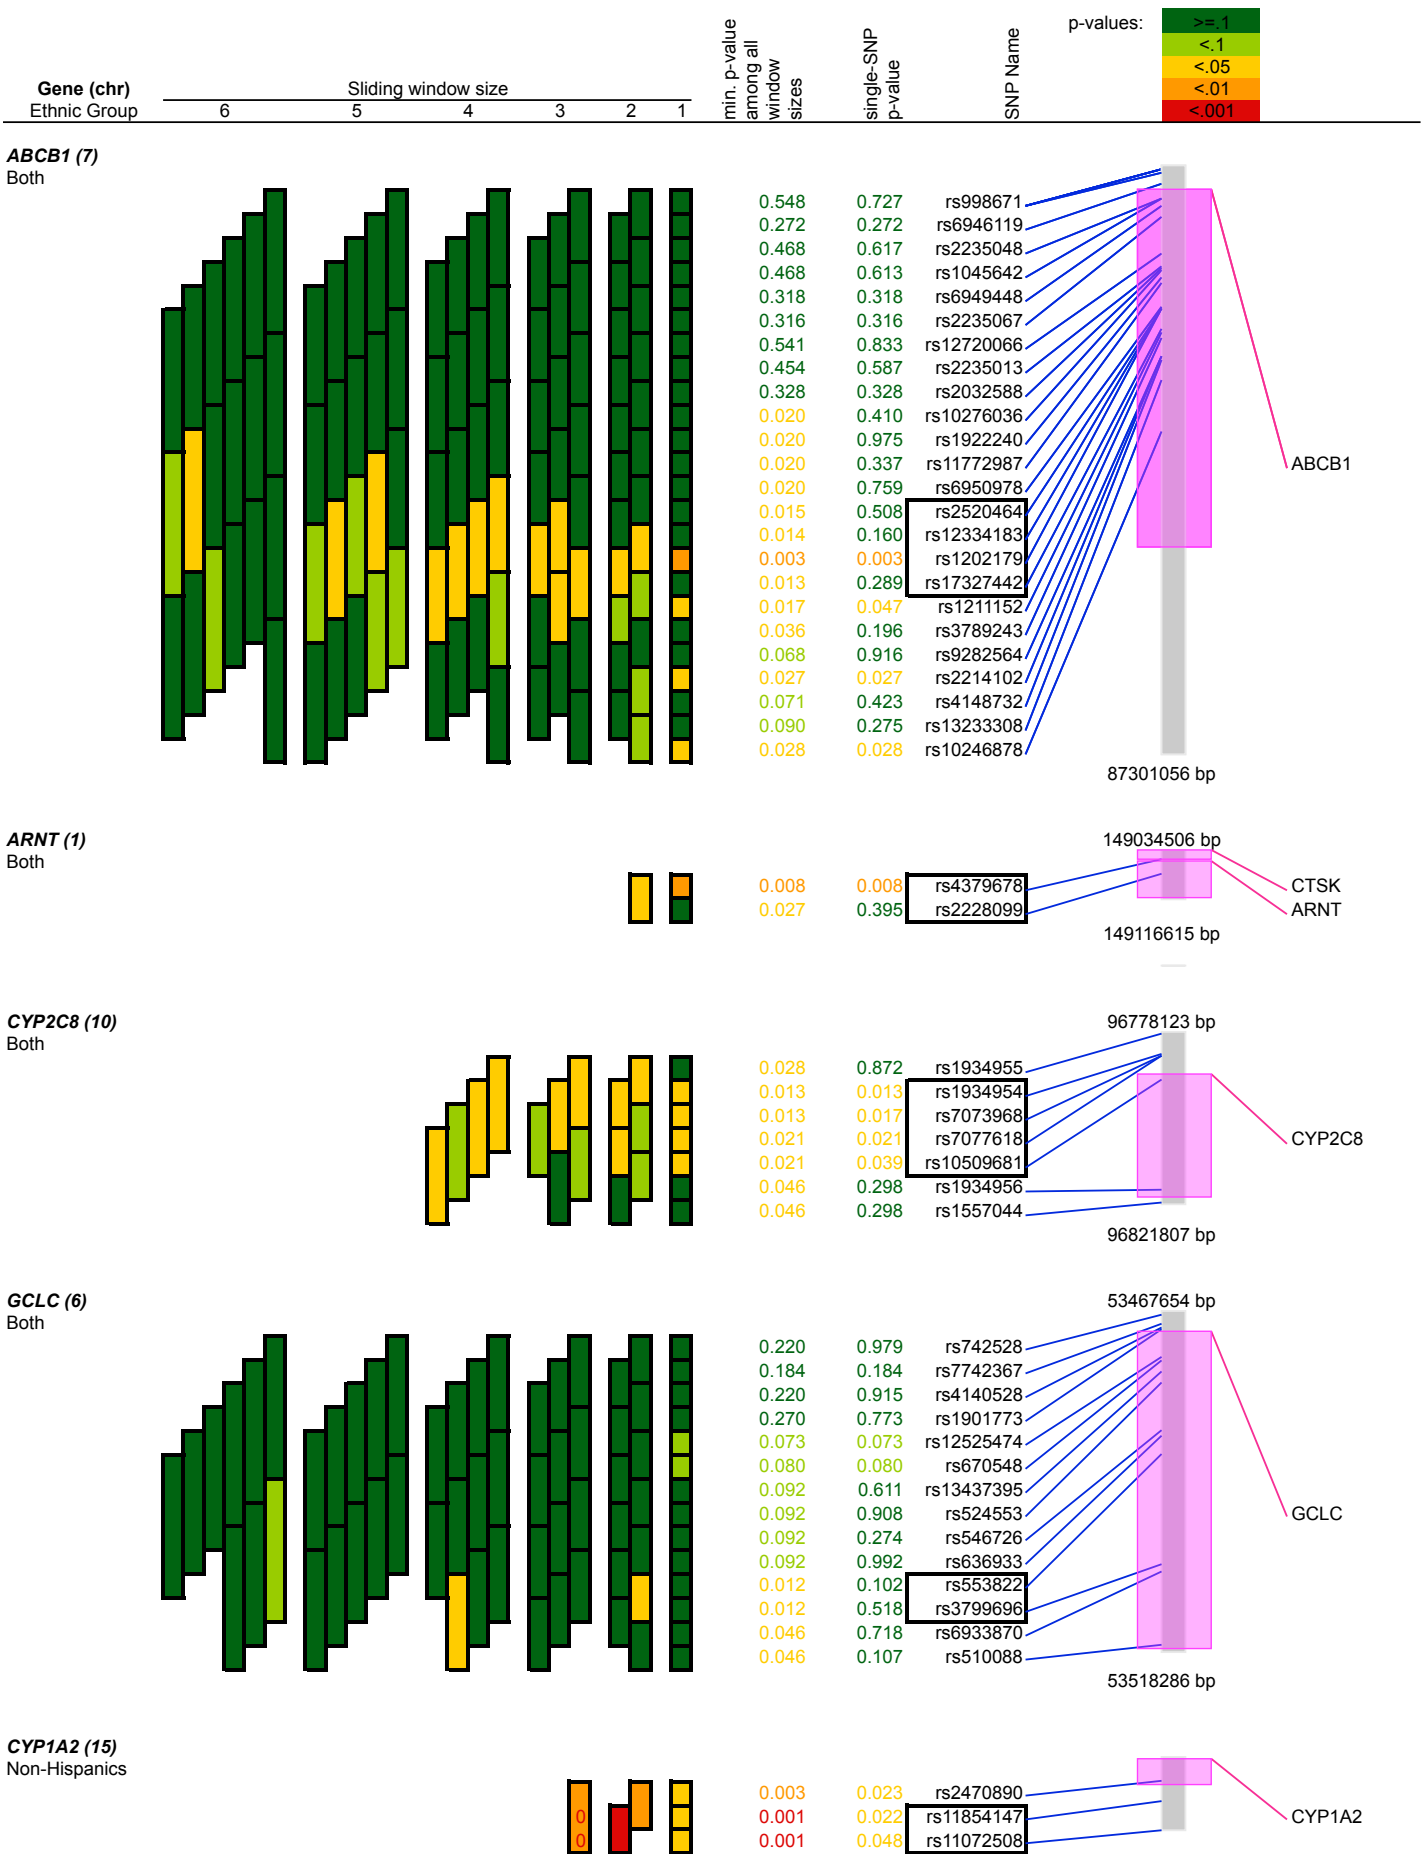 p-values:
>=.1
<.1
<.05
<.01
<.001
min. p-value among all window sizes
single-SNP p-value
SNP Name
Gene (chr)
Ethnic Group
Sliding window size
6 5 4 3 2 1
ABCB1 (7)
Both
0.548 0.727 rs998671
0.272 0.272 rs6946119
0.468 0.617 rs2235048
0.468 0.613 rs1045642
0.318 0.318 rs6949448
0.316 0.316 rs2235067
0.541 0.833 rs12720066
0.454 0.587 rs2235013
0.328 0.328 rs2032588
0.020 0.410 rs10276036
0.020 0.975 rs1922240
0.020 0.337 rs11772987
ABCB1
0.020 0.759 rs6950978
0.015 0.508 rs2520464
0.014 0.160 rs12334183
0.003 0.003 rs1202179
0.013 0.289 rs17327442
0.017 0.047 rs1211152
0.036 0.196 rs3789243
0.068 0.916 rs9282564
0.027 0.027 rs2214102
0.071 0.423 rs4148732
0.090 0.275 rs13233308
0.028 0.028 rs10246878
87301056 bp
ARNT (1)
Both
149034506 bp
0.008 0.008 rs4379678 CTSK
0.027 0.395 rs2228099 ARNT
149116615 bp
CYP2C8 (10)
Both
96778123 bp
0.028 0.872 rs1934955
0.013 0.013 rs1934954
0.013 0.017 rs7073968
0.021 0.021 rs7077618 CYP2C8
0.021 0.039 rs10509681
0.046 0.298 rs1934956
0.046 0.298 rs1557044
96821807 bp
GCLC (6)
Both
53467654 bp
0.220 0.979 rs742528
0.184 0.184 rs7742367
0.220 0.915 rs4140528
0.270 0.773 rs1901773
0.073 0.073 rs12525474
0.080 0.080 rs670548
0.092 0.611 rs13437395
0.092 0.908 rs524553 GCLC
0.092 0.274 rs546726
0.092 0.992 rs636933
0.012 0.102 rs553822
0.012 0.518 rs3799696
0.046 0.718 rs6933870
0.046 0.107 rs510088
53518286 bp
CYP1A2 (15)
Non-Hispanics
0.003 0.023 rs2470890
0 0.001 0.022 rs11854147 CYP1A2
0 0.001 0.048 rs11072508